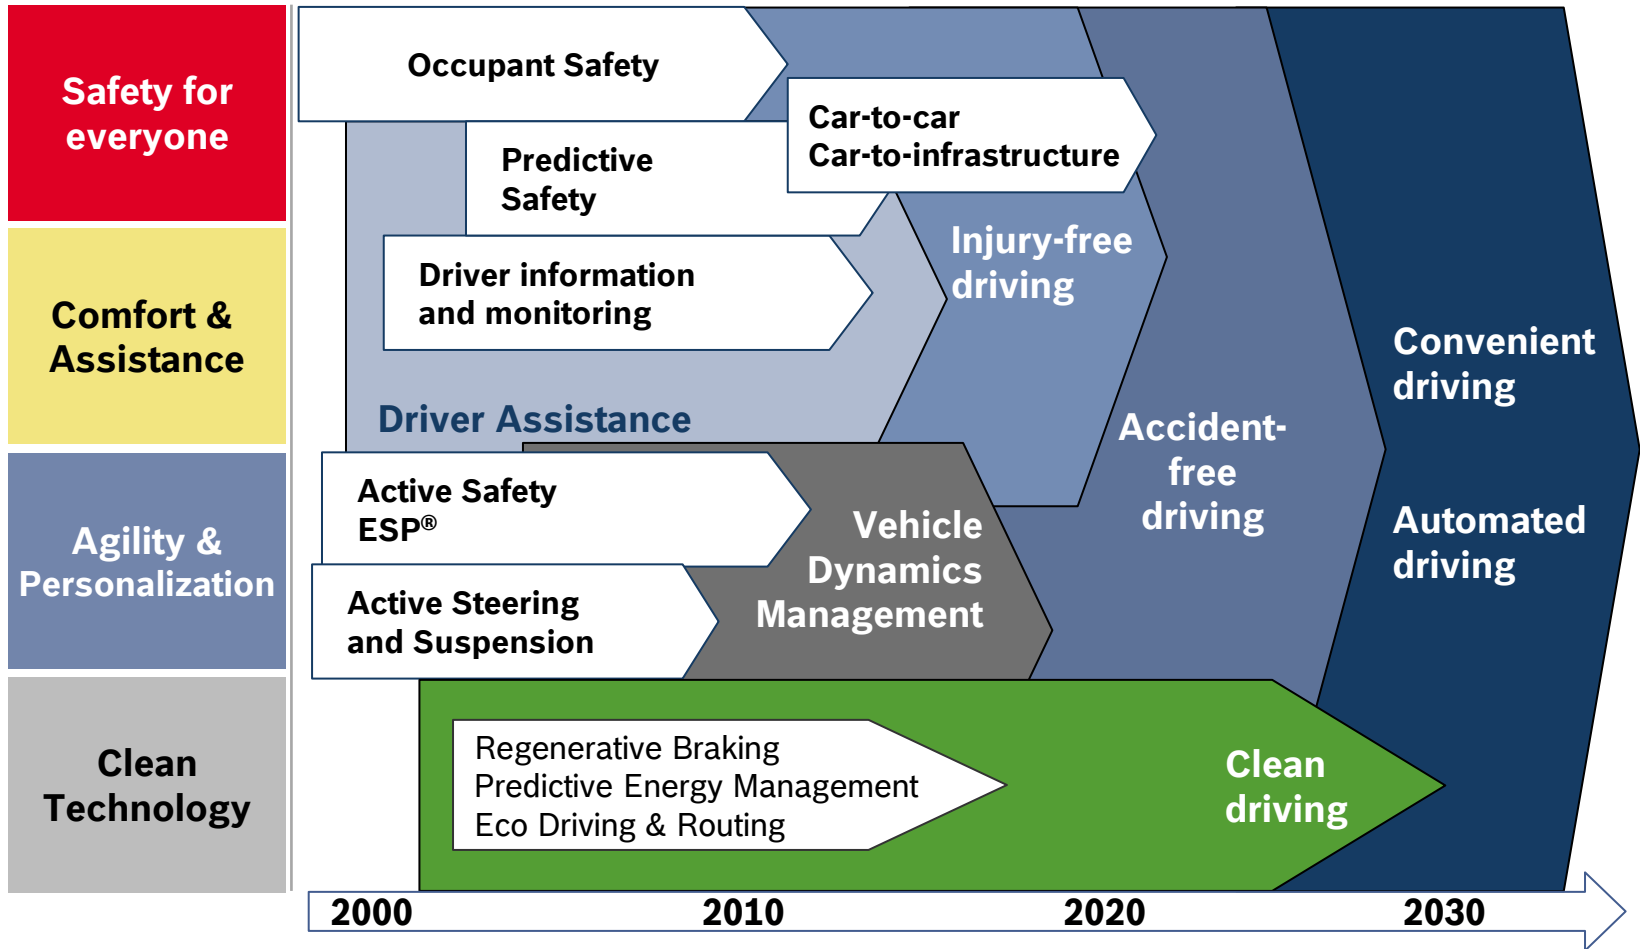 Safety for
everyone
Comfort &
Assistance
Agility &
Personalization
Clean
Technology
Occupant Safety
Car-to-car
Car-to-infrastructure
Predictive
Safety
Driver information
and monitoring
Injury-free
driving
Driver Assistance
Active Safety
ESP®
Active Steering
and Suspension
Vehicle
Dynamics
Management
Accident-
free
driving
Convenient
driving
Automated
driving
Regenerative Braking
Predictive Energy Management
Eco Driving & Routing
Clean
driving
2000 2010 2020 2030